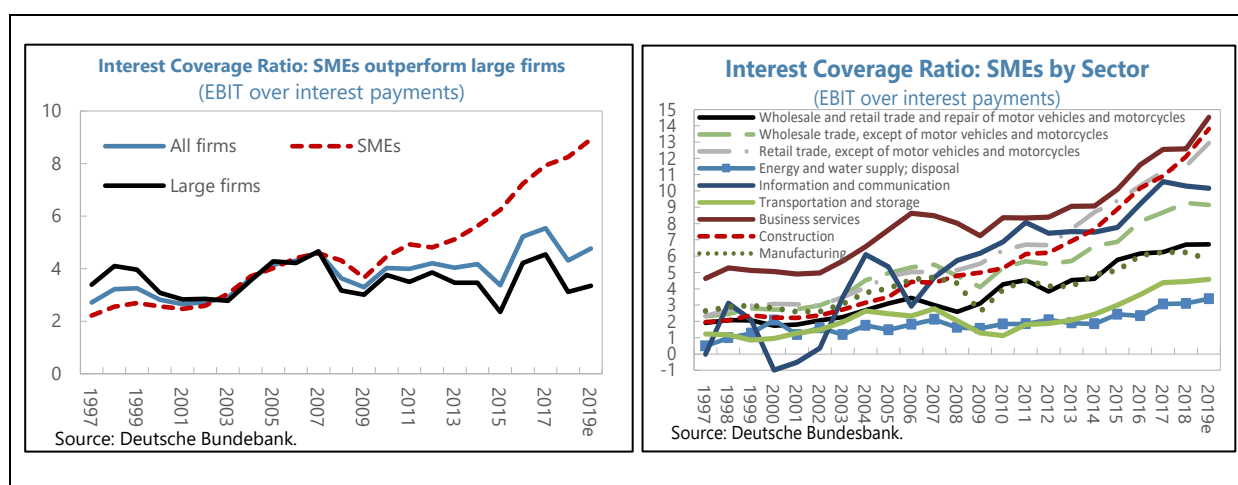 Interest Coverage Ratio: SMEs outperform large firms
(EBIT over interest payments)
10
8
6
4
2
0
All firms
SMEs
Large firms
1997
1999
2001
2003
2005
2007
2009
2011
2013
2015
2017
2019e
Source: Deutsche Bundebank.
Interest Coverage Ratio: SMEs by Sector
(EBIT over interest payments)
15
14
13
12
11
10
9
8
7
6
5
4
3
2
1
0
-1
Wholesale and retail trade and repair of motor vehicles and motorcycles
Wholesale trade, except of motor vehicles and motorcycles
Retail trade, except of motor vehicles and motorcycles
Energy and water supply; disposal
Information and communication
Transportation and storage
Business services
Construction
Manufacturing
1997
1998
1999
2000
2001
2002
2003
2004
2005
2006
2007
2008
2009
2010
2011
2012
2013
2014
2015
2016
2017
2018
2019e
Source: Deutsche Bundesbank.